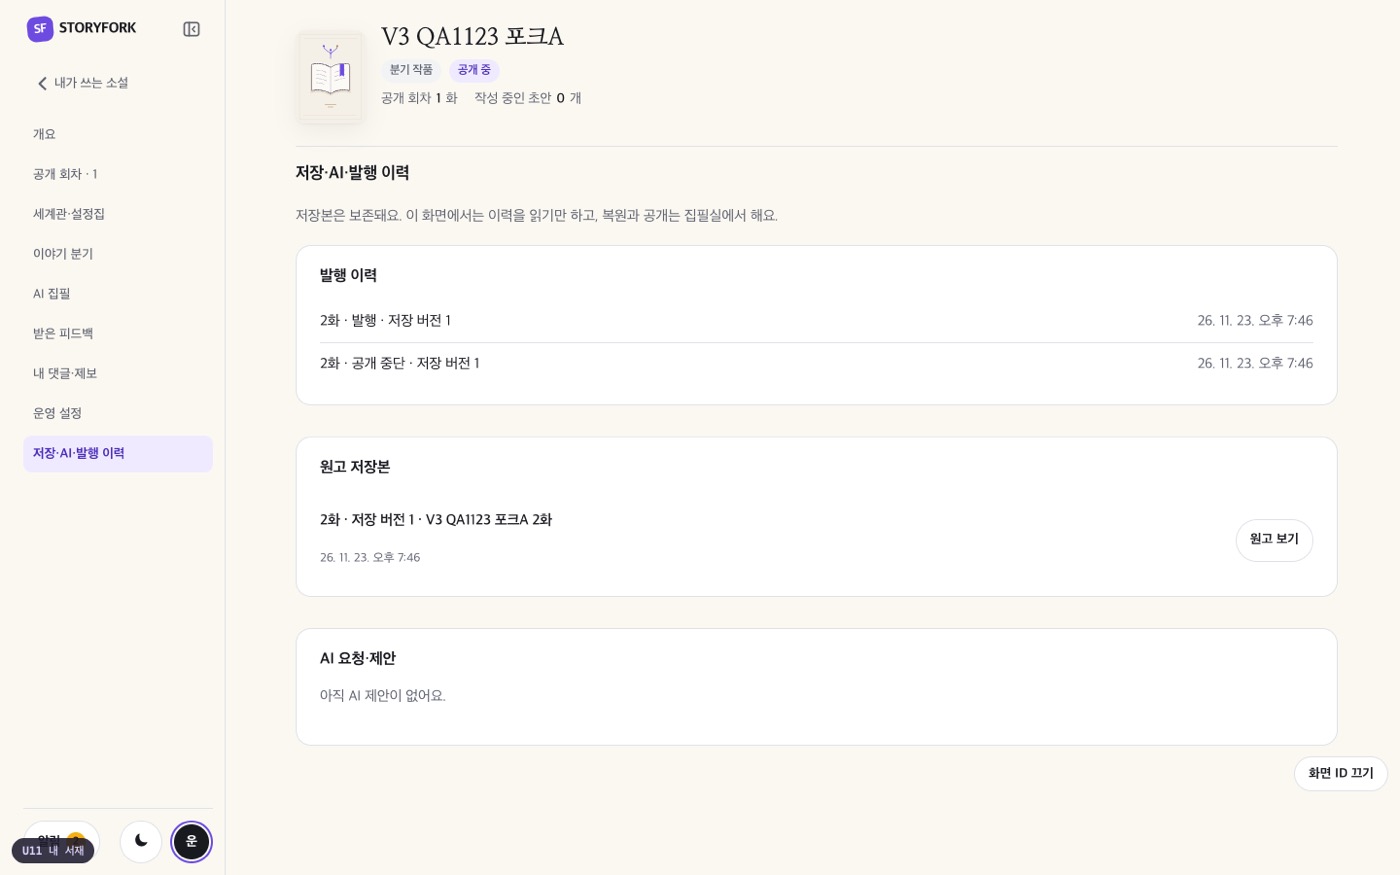 SF STORYFORK
내가 쓰는 소설
개요
공개 회차 · 1
세계관·설정집
이야기 분기
AI 집필
받은 피드백
내 댓글·제보
운영 설정
저장·AI·발행 이력
운
U11 내 서재
V3 QA1123 포크A
분기 작품 공개 중
공개 회차 1 화 작성 중인 초안 0 개
저장·AI·발행 이력
저장본은 보존돼요. 이 화면에서는 이력을 읽기만 하고, 복원과 공개는 집필실에서 해요.
발행 이력
2화 · 발행 · 저장 버전 1 26. 11. 23. 오후 7:46
2화 · 공개 중단 · 저장 버전 1 26. 11. 23. 오후 7:46
원고 저장본
2화 · 저장 버전 1 · V3 QA1123 포크A 2화
26. 11. 23. 오후 7:46
원고 보기
AI 요청·제안
아직 AI 제안이 없어요.
화면 ID 끄기